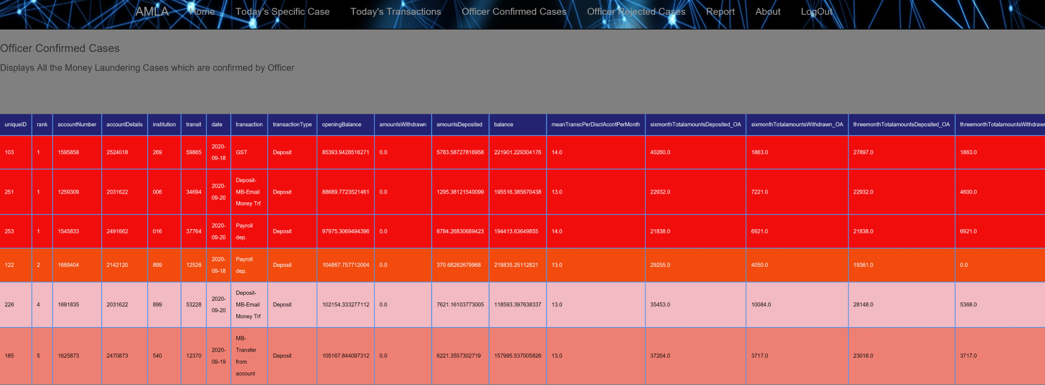 AMLA Home Today's Specific Case Today's Transactions Officer Confirmed Cases Officer Rejected Cases Report About LogOut
Officer Confirmed Cases
Displays All the Money Laundering Cases which are confirmed by Officer
uniqueID rank accountNumber accountDetails institution transit date transaction transactionType openingBalance amountsWithdrawn amountsDeposited balance meanTranscPerDisctAccntPerMonth sixmonthTotalamountsDeposited_OA sixmonthTotalamountsWithdrawn_OA threemonthTotalamountsDeposited_OA threemonthTotalamountsWithdrawn
103 1 1595858 2524018 269 59865 2020-09-18 GST Deposit 85393.9428516271 0.0 5783.58727816958 221901.229304176 14.0 40260.0 1863.0 27897.0 1863.0
251 1 1259309 2031622 006 34694 2020-09-20 Deposit-MB-Email Money Trf Deposit 88689.7723521461 0.0 1295.38121540099 195516.385670438 13.0 22932.0 7221.0 22932.0 4600.0
253 1 1545833 2491662 016 37764 2020-09-20 Payroll dep. Deposit 97975.3069494396 0.0 6784.26830689423 194413.63649855 14.0 21838.0 6921.0 21838.0 6921.0
122 2 1689404 2142120 899 12526 2020-09-18 Payroll dep. Deposit 104867.757712004 0.0 370.68262679968 218835.25112821 13.0 29255.0 4050.0 19361.0 0.0
226 4 1691835 2031622 899 53228 2020-09-20 Deposit-MB-Email Money Trf Deposit 102154.333277112 0.0 7621.16103773005 118593.397638337 13.0 35453.0 10084.0 28148.0 5368.0
185 5 1625873 2470873 540 12370 2020-09-19 MB-Transfer from account Deposit 105167.844097312 0.0 6221.3557302719 157995.537005826 13.0 37204.0 3717.0 23018.0 3717.0